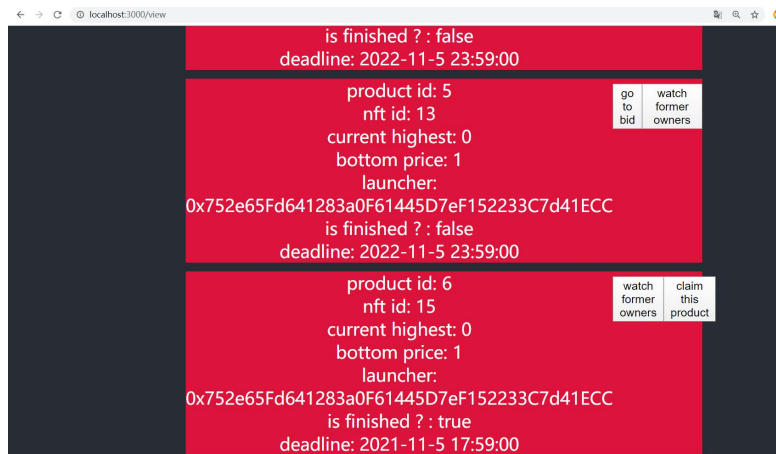 localhost:3000/view
is finished ? : false
deadline: 2022-11-5 23:59:00
product id: 5
nft id: 13
current highest: 0
bottom price: 1
launcher:
0x752e65Fd641283a0F61445D7eF152233C7d41ECC
is finished ? : false
deadline: 2022-11-5 23:59:00
go
to
bid
watch
former
owners
product id: 6
nft id: 15
current highest: 0
bottom price: 1
launcher:
0x752e65Fd641283a0F61445D7eF152233C7d41ECC
is finished ? : true
deadline: 2021-11-5 17:59:00
watch
former
owners
claim
this
product